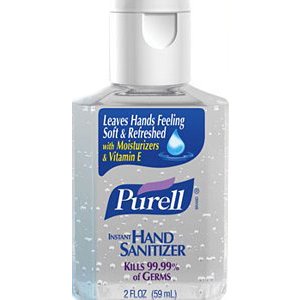 Leaves Hands Feeling
Soft & Refreshed
with Moisturizers
& Vitamin E
Purell
INSTANT HAND
SANITIZER
KILLS 99.99%
of GERMS
2 FL OZ (59 mL)